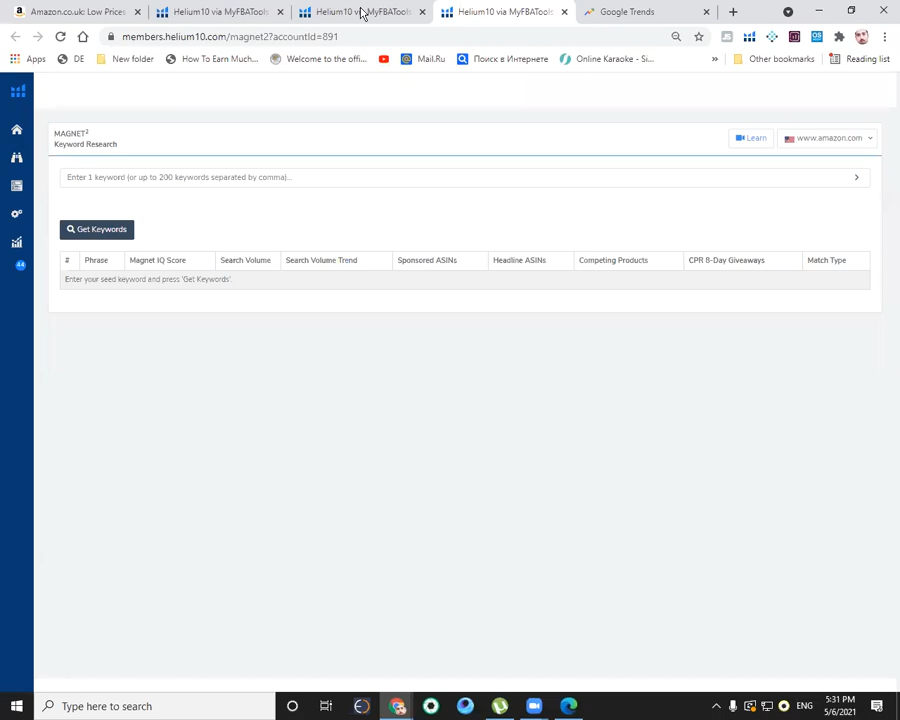 Amazon.co.uk: Low Prices
Helium10 via MyFBATools
Helium10 via MyFBATools
Helium10 via MyFBATools
Google Trends
members.helium10.com/magnet2?accountId=891
Apps
DE
New folder
How To Earn Much...
Welcome to the offi...
Mail.Ru
Поиск в Интернете
Online Karaoke - Si...
»
Other bookmarks
Reading list
MAGNET²
Keyword Research
Learn
www.amazon.com
Enter 1 keyword (or up to 200 keywords separated by comma)...
Get Keywords
# Phrase Magnet IQ Score Search Volume Search Volume Trend Sponsored ASINs Headline ASINs Competing Products CPR 8-Day Giveaways Match Type
Enter your seed keyword and press 'Get Keywords'.
44
Type here to search
ENG
5:31 PM
5/6/2021